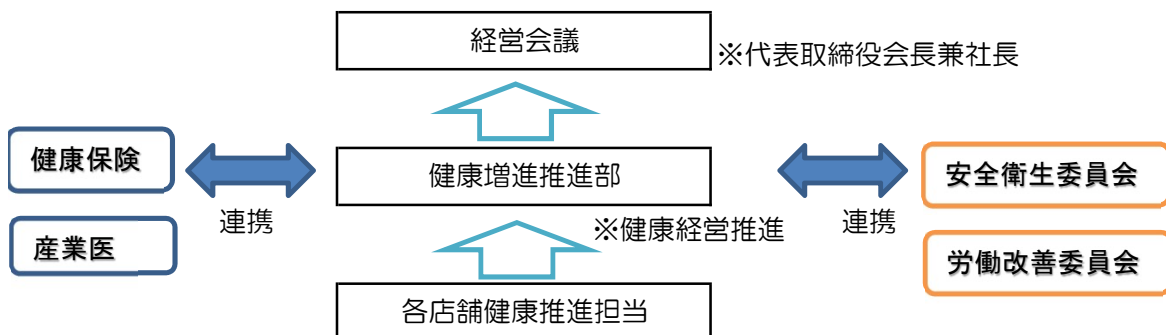 経営会議
※代表取締役会長兼社長
健康保険
健康増進推進部
安全衛生委員会
連携
連携
産業医
※健康経営推進
労働改善委員会
各店舗健康推進担当